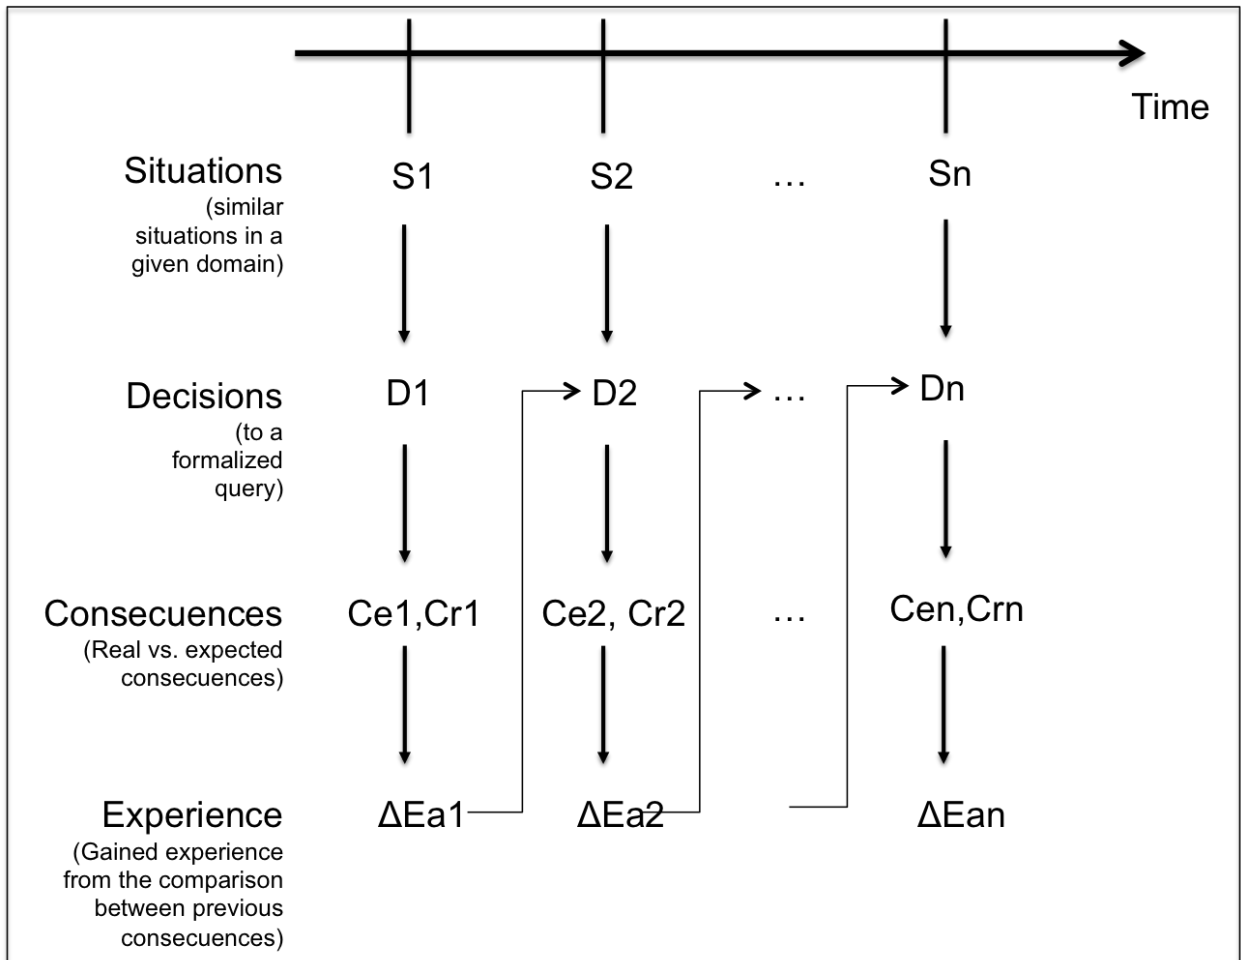 Time
Situations
(similar
situations in a
given domain)
S1
S2
...
Sn
Decisions
(to a
formalized
query)
D1
D2
...
Dn
Consecuences
(Real vs. expected
consecuences)
Ce1,Cr1
Ce2, Cr2
...
Cen,Crn
Experience
(Gained experience
from the comparison
between previous
consecuences)
ΔEa1
ΔEa2
ΔEan